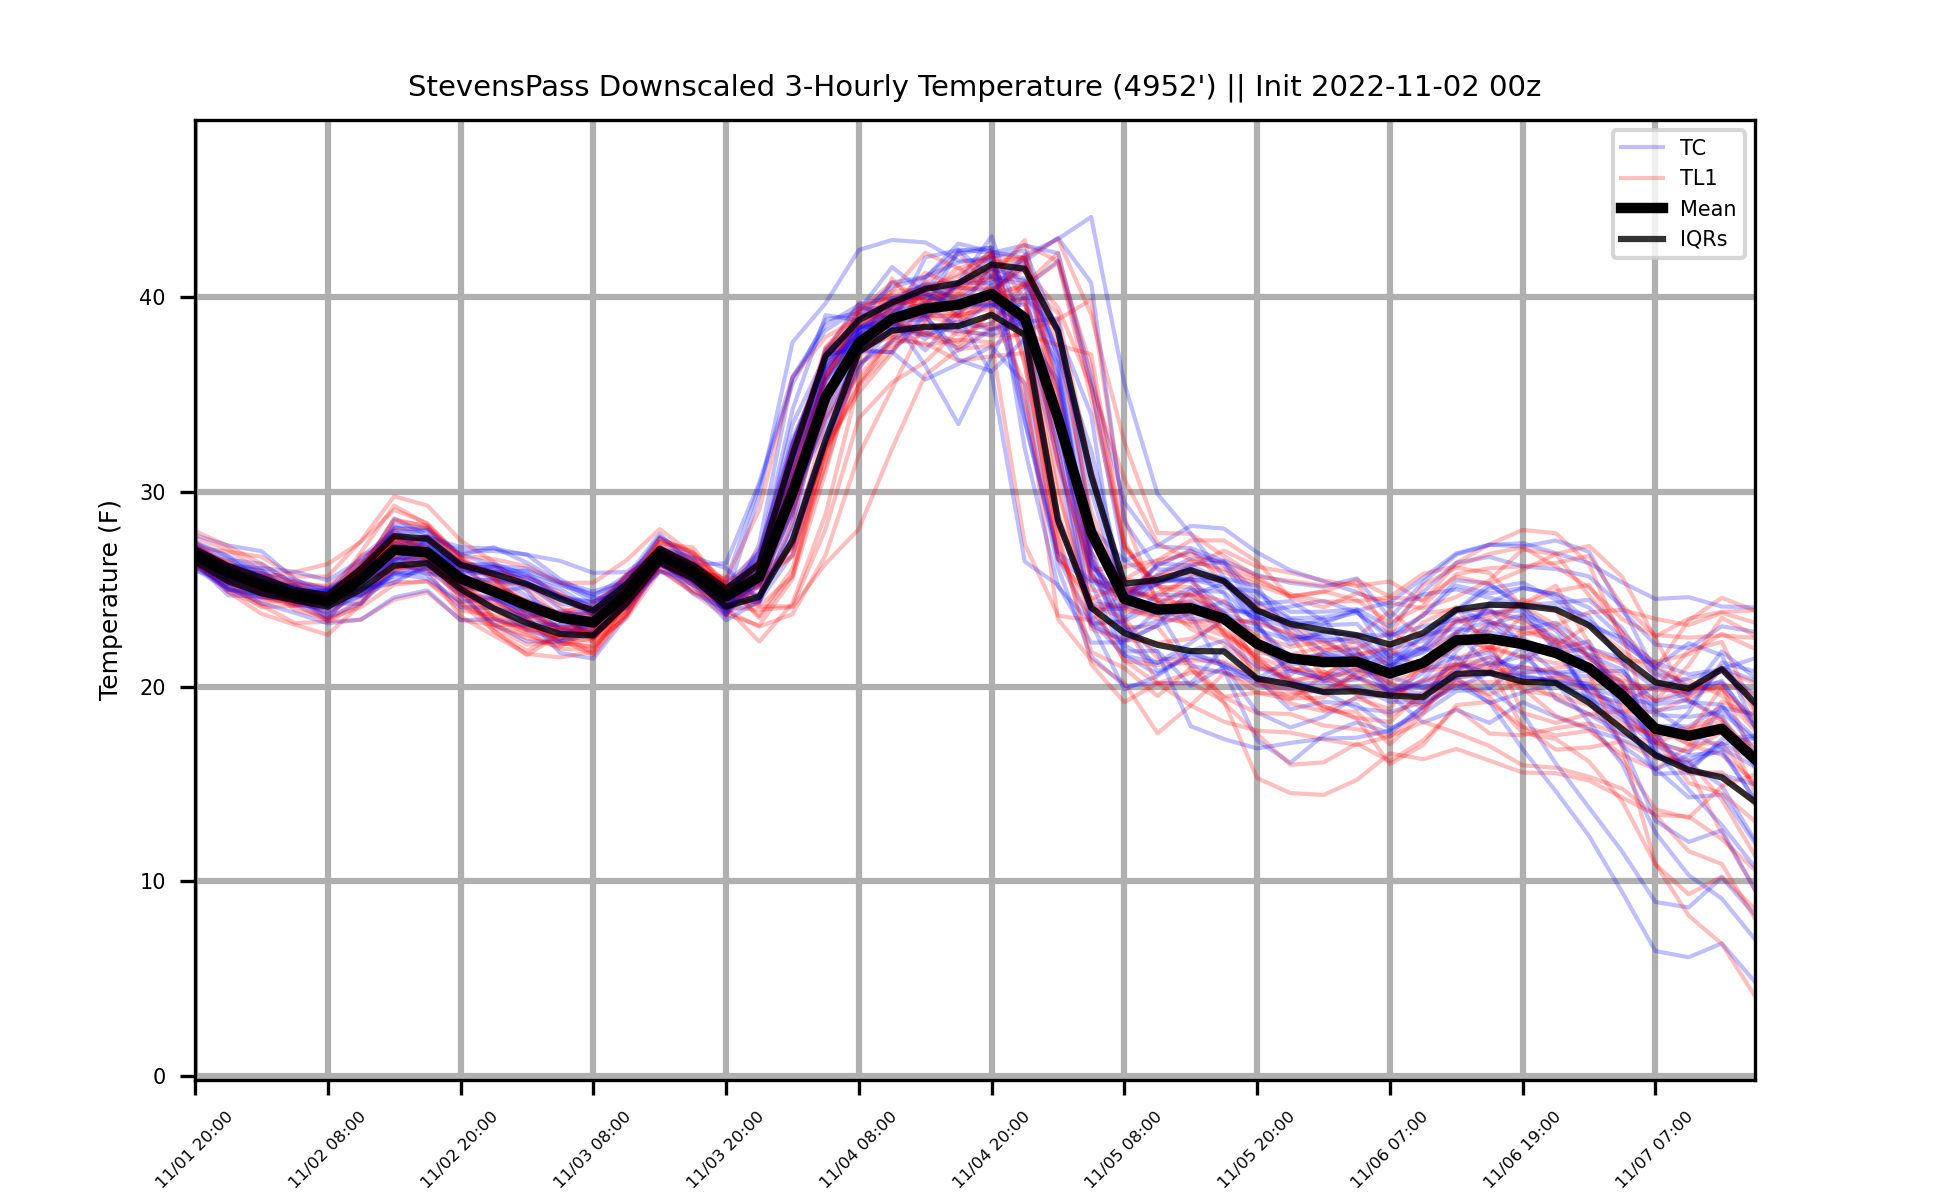 StevensPass Downscaled 3-Hourly Temperature (4952') || Init 2022-11-02 00z
TC
TL1
Mean
IQRs
Temperature (F)
40
30
20
10
0
11/01 20:00
11/02 08:00
11/02 20:00
11/03 08:00
11/03 20:00
11/04 08:00
11/04 20:00
11/05 08:00
11/05 20:00
11/06 07:00
11/06 19:00
11/07 07:00